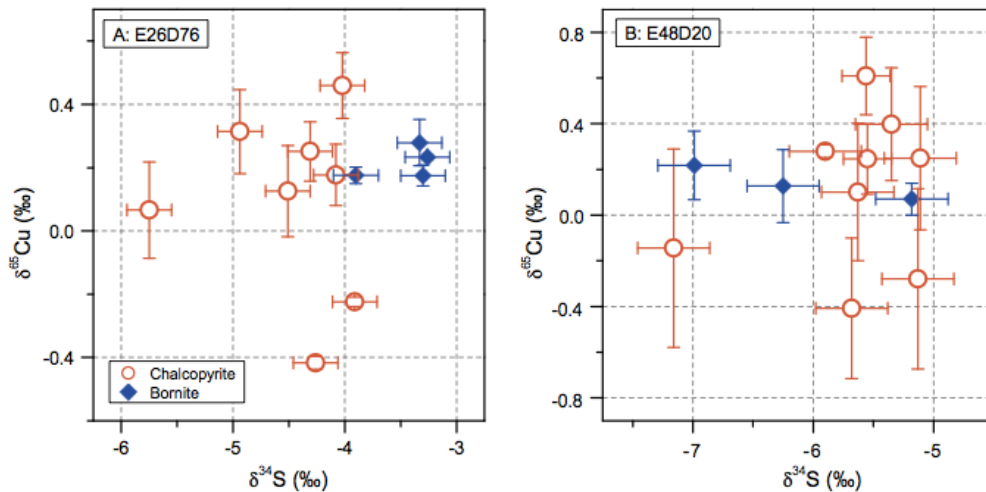 A: E26D76
B: E48D20
0.8
0.4
0.4
0.0
0.0
-0.4
-0.4
-0.8
δ⁶⁵Cu (‰)
δ⁶⁵Cu (‰)
Chalcopyrite
Bornite
-6 -5 -4 -3
-7 -6 -5
δ³⁴S (‰)
δ³⁴S (‰)